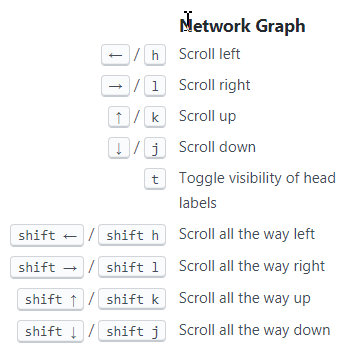 Network Graph
← / h Scroll left
→ / l Scroll right
↑ / k Scroll up
↓ / j Scroll down
t Toggle visibility of head
labels
shift ← / shift h Scroll all the way left
shift → / shift l Scroll all the way right
shift ↑ / shift k Scroll all the way up
shift ↓ / shift j Scroll all the way down